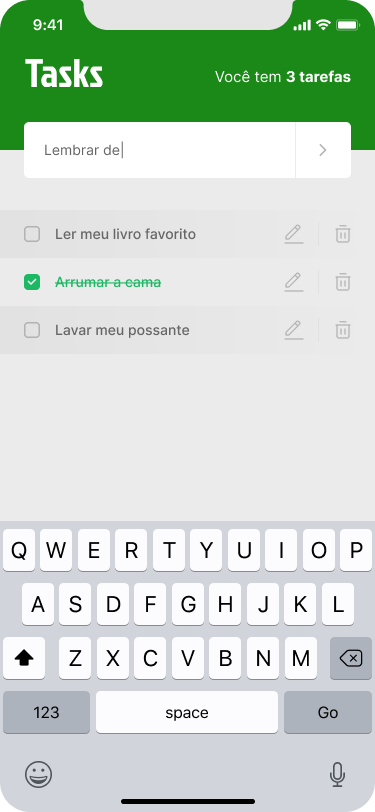 9:41
Tasks
Você tem 3 tarefas
Lembrar de
Ler meu livro favorito
Arrumar a cama
Lavar meu possante
Q W E R T Y U I O P
A S D F G H J K L
Z X C V B N M
123 space Go